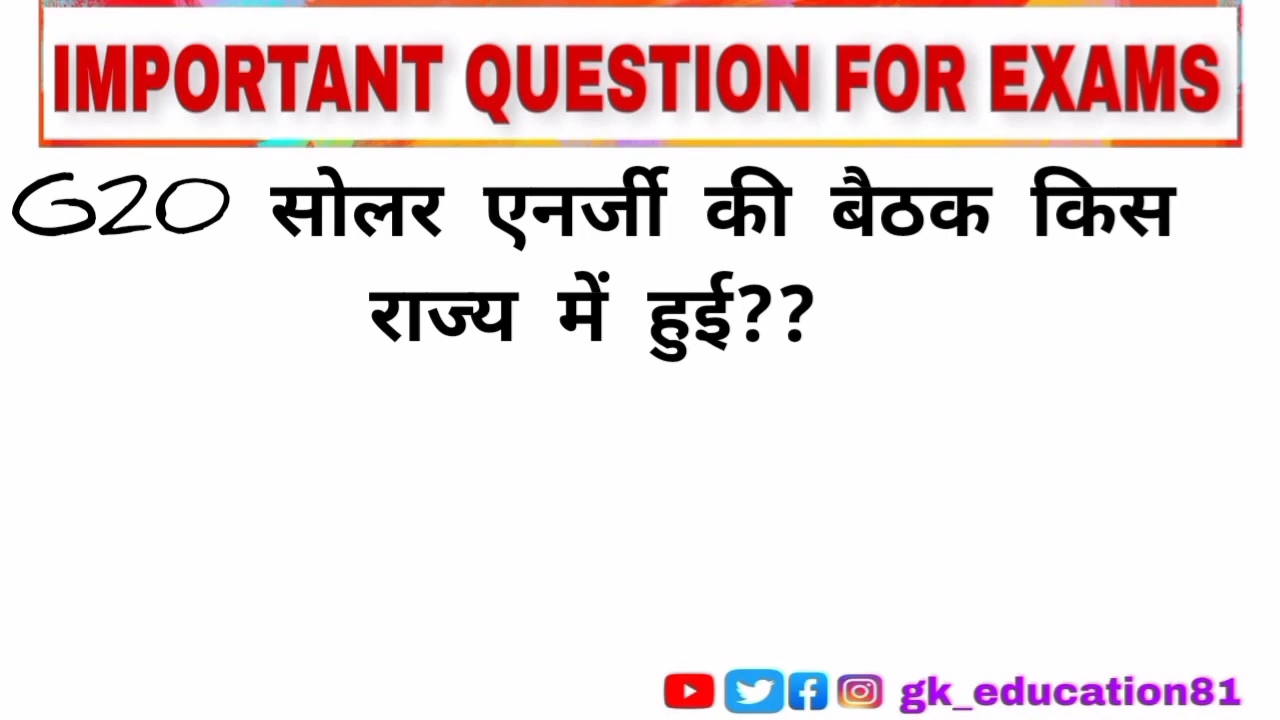 IMPORTANT QUESTION FOR EXAMS
G20 सोलर एनर्जी की बैठक किस
राज्य में हुई??
gk_education81